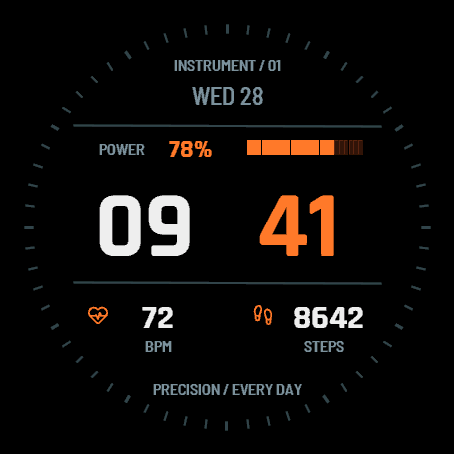 INSTRUMENT / 01
WED 28
POWER 78%
09 41
72 8642
BPM STEPS
PRECISION / EVERY DAY